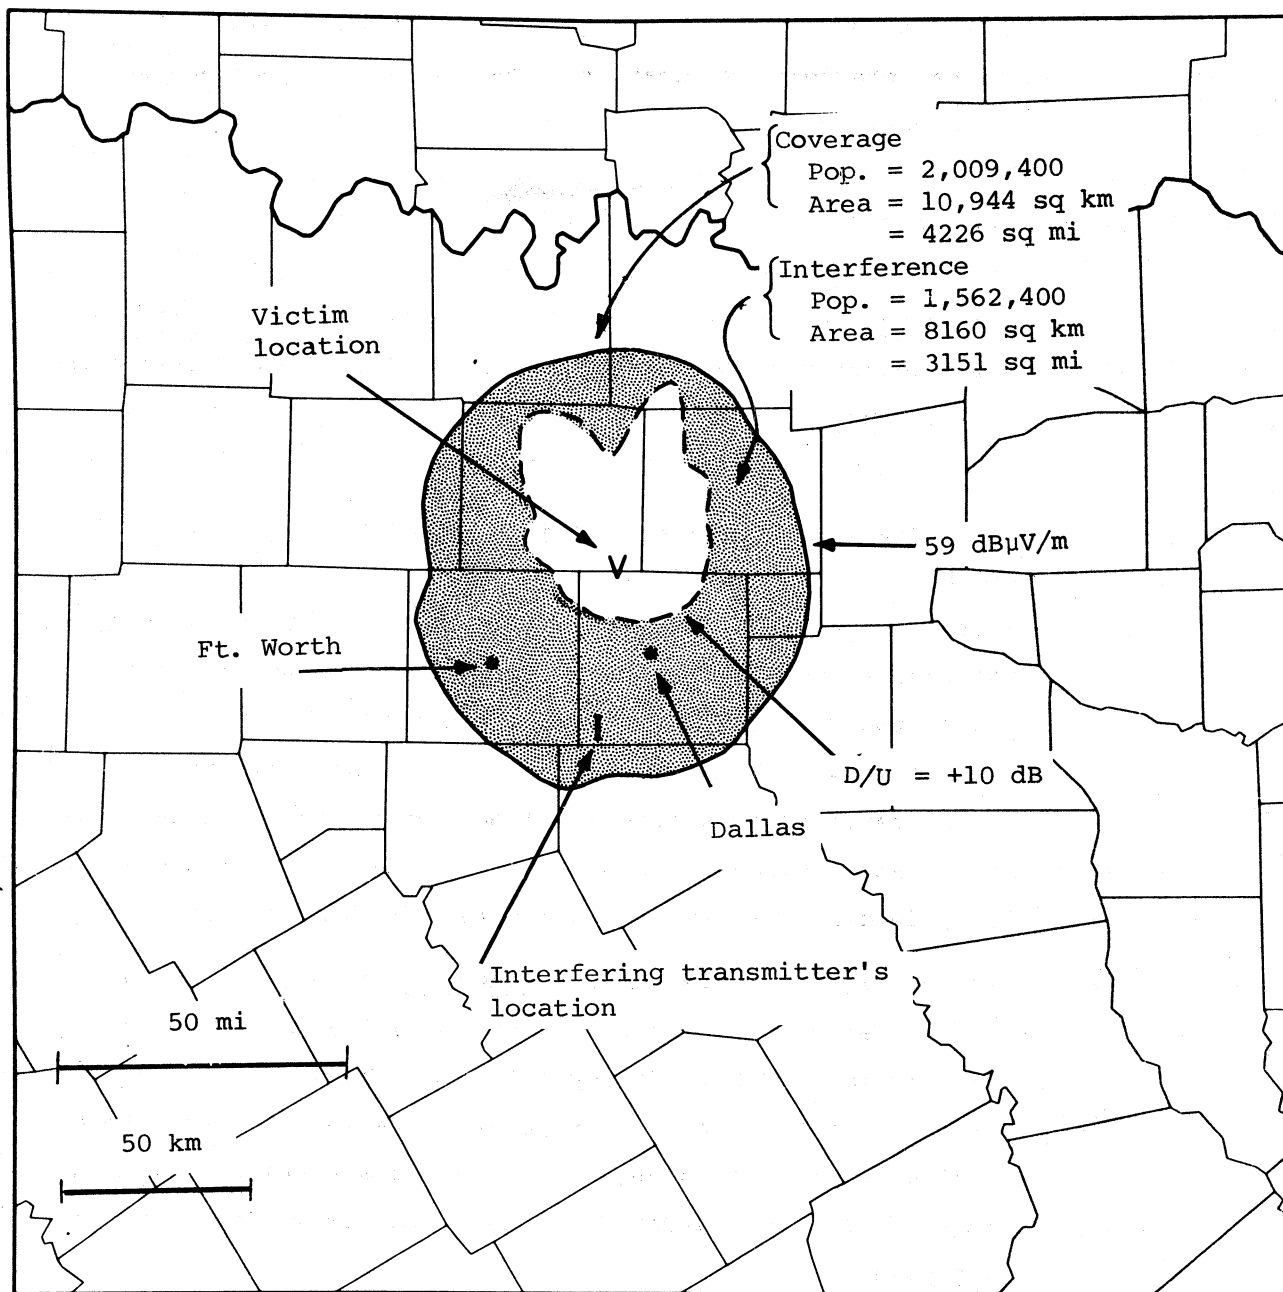 Coverage
Pop. = 2,009,400
Area = 10,944 sq km
= 4226 sq mi
Interference
Pop. = 1,562,400
Area = 8160 sq km
= 3151 sq mi
Victim
location
59 dBµV/m
V
Ft. Worth
I
D/U = +10 dB
Dallas
Interfering transmitter's
location
50 mi
50 km